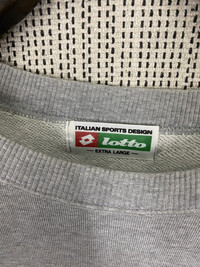 ITALIAN SPORTS DESIGN
lotto
— EXTRA LARGE —